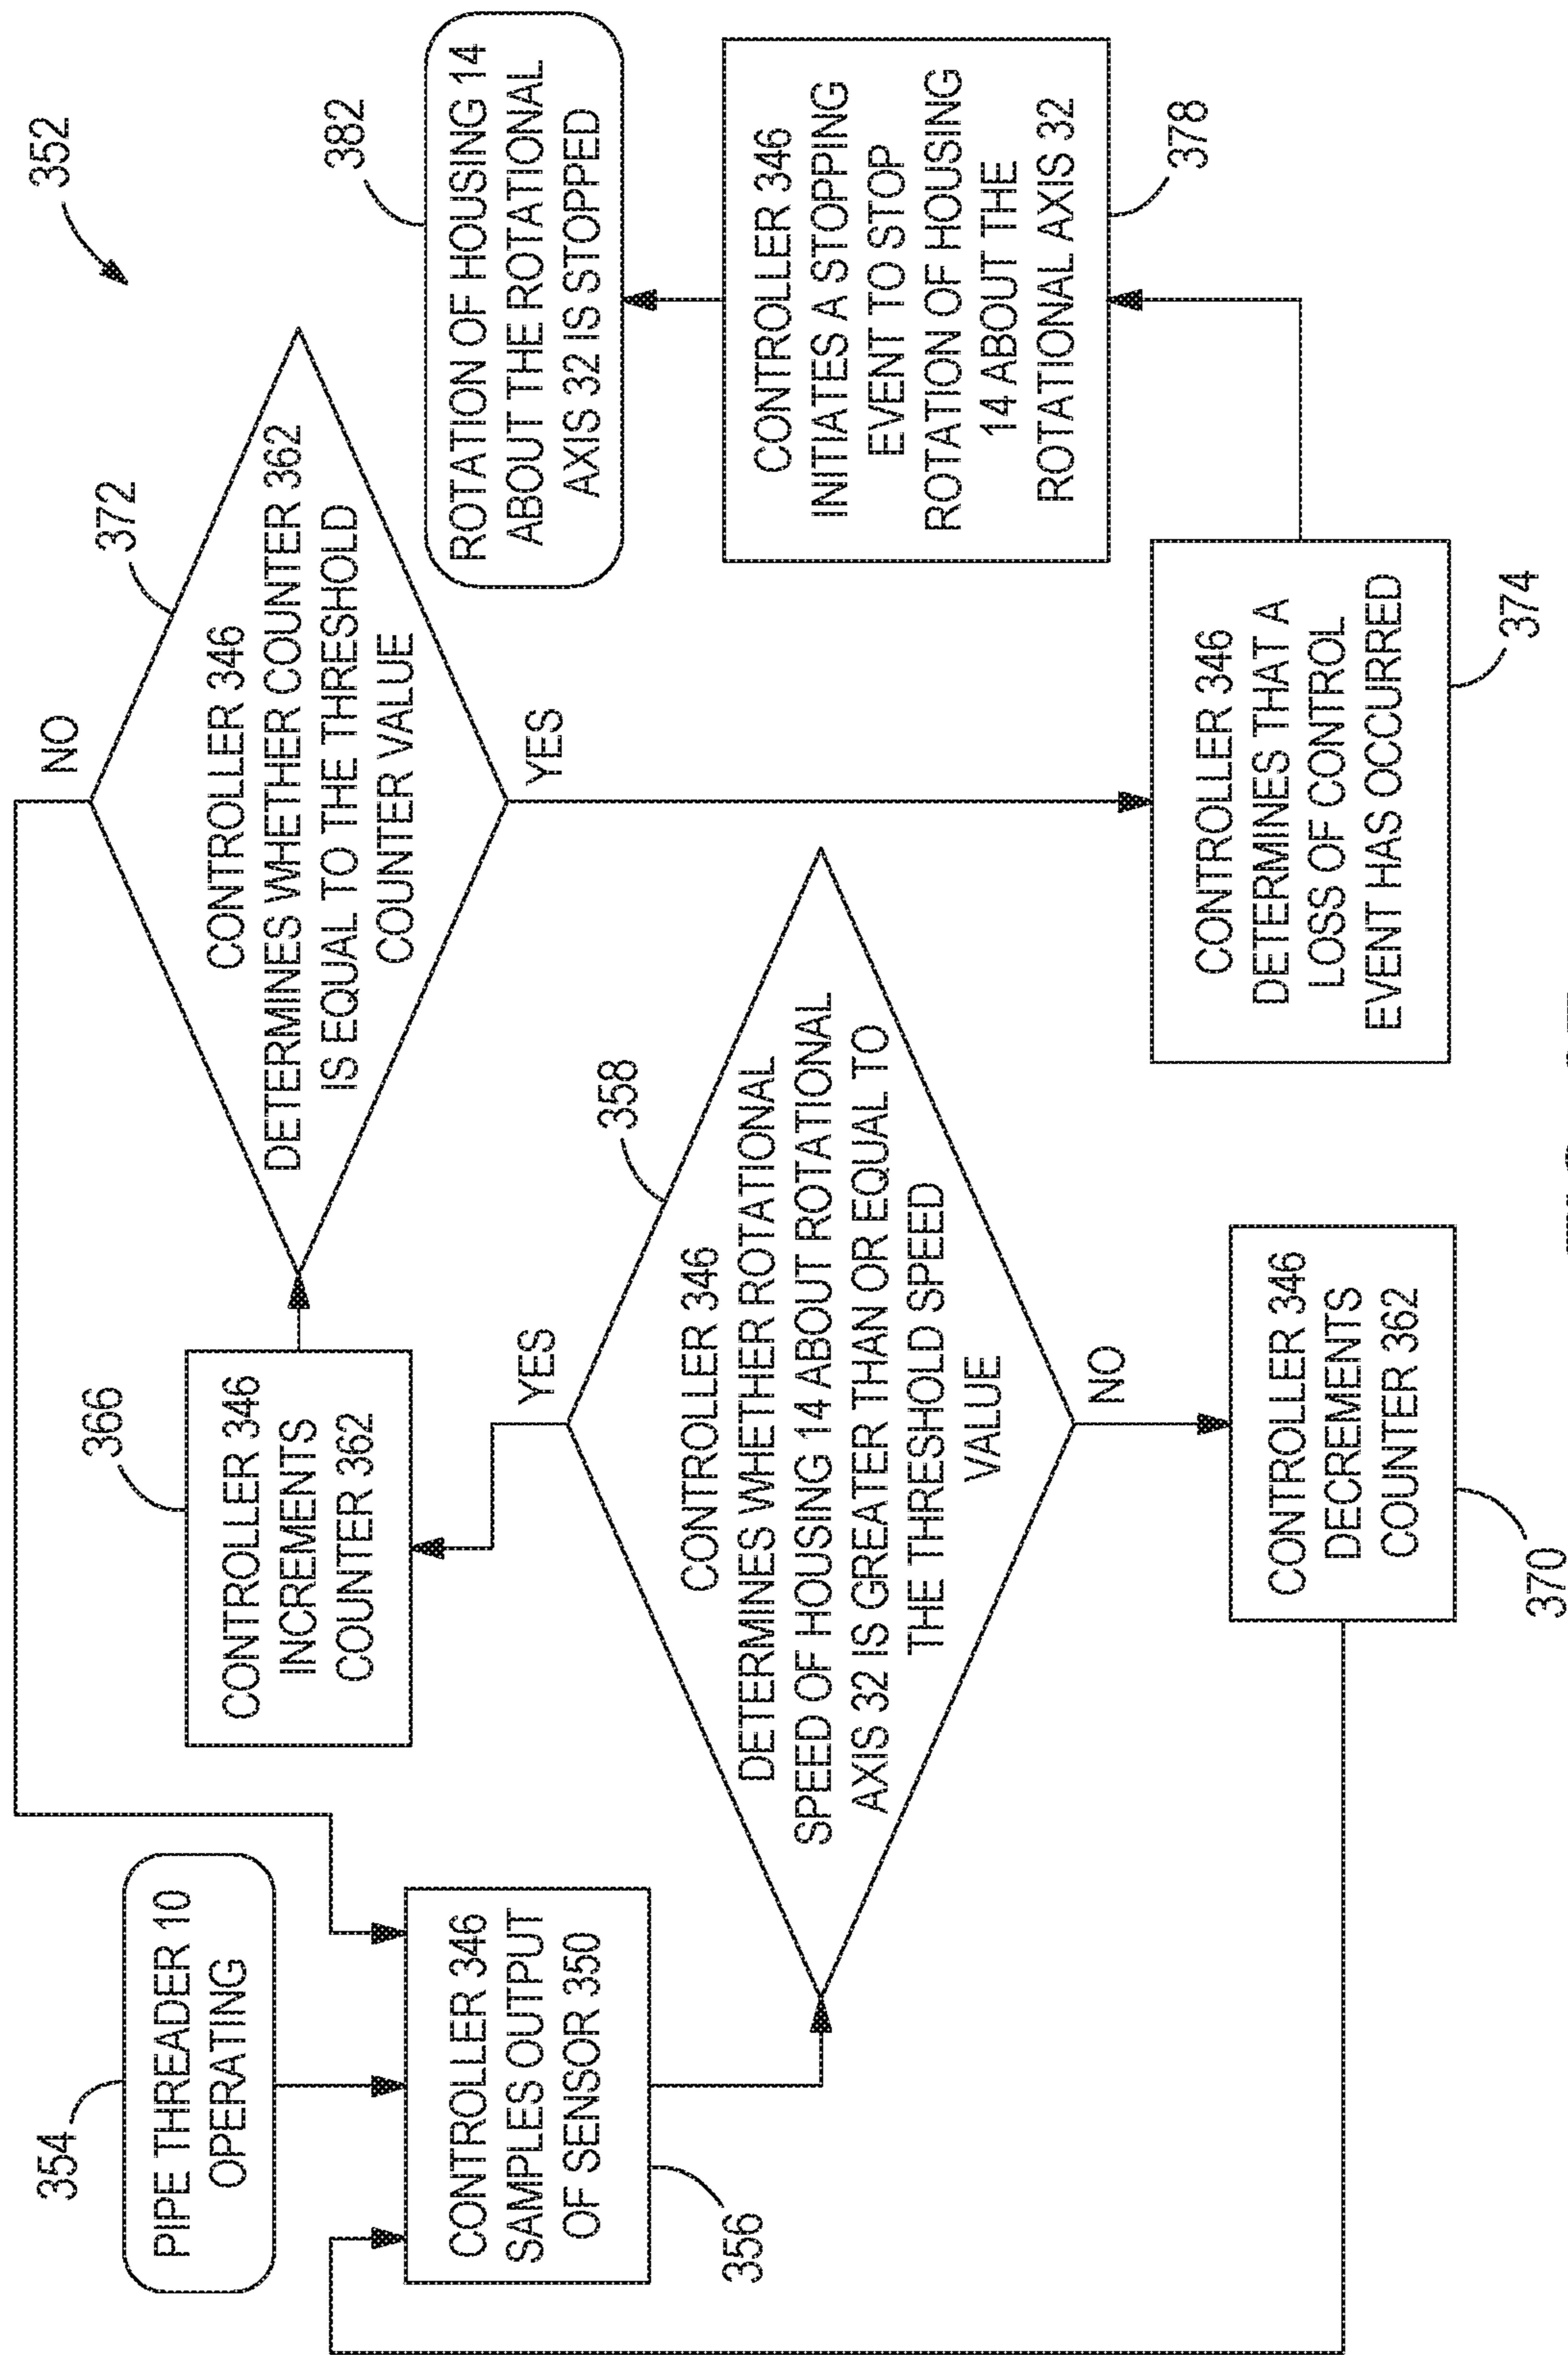 352
354
PIPE THREADER 10
OPERATING
CONTROLLER 346
SAMPLES OUTPUT
OF SENSOR 350
356
366
CONTROLLER 346
INCREMENTS
COUNTER 362
YES
358
CONTROLLER 346
DETERMINES WHETHER ROTATIONAL
SPEED OF HOUSING 14 ABOUT ROTATIONAL
AXIS 32 IS GREATER THAN OR EQUAL TO
THE THRESHOLD SPEED
VALUE
NO
CONTROLLER 346
DECREMENTS
COUNTER 362
370
NO
372
CONTROLLER 346
DETERMINES WHETHER COUNTER 362
IS EQUAL TO THE THRESHOLD
COUNTER VALUE
YES
CONTROLLER 346
DETERMINES THAT A
LOSS OF CONTROL
EVENT HAS OCCURRED
374
382
ROTATION OF HOUSING 14
ABOUT THE ROTATIONAL
AXIS 32 IS STOPPED
CONTROLLER 346
INITIATES A STOPPING
EVENT TO STOP
ROTATION OF HOUSING
14 ABOUT THE
ROTATIONAL AXIS 32
378